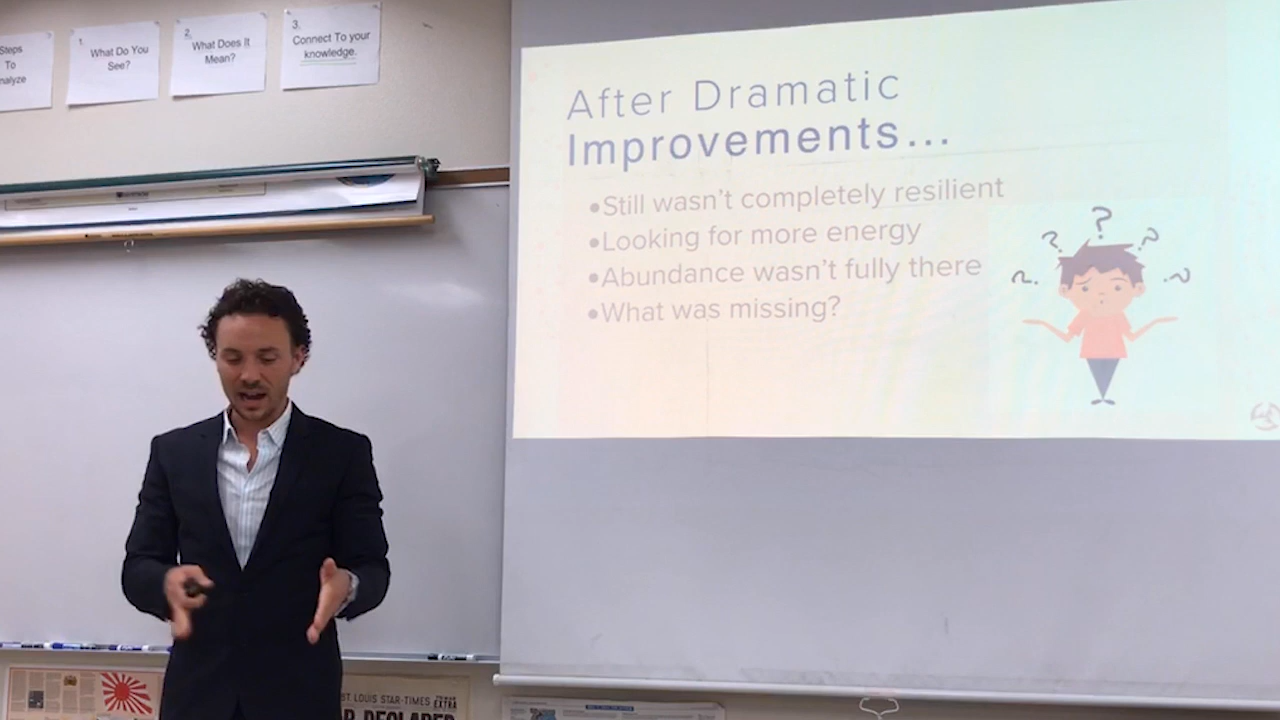 Steps
To
nalyze
1.
What Do You
See?
2.
What Does It
Mean?
3.
Connect To your
knowledge.
After Dramatic
Improvements...
•Still wasn't completely resilient
•Looking for more energy
•Abundance wasn't fully there
•What was missing?
ST LOUIS STAR-TIMES
EXTRA
R DECLARED